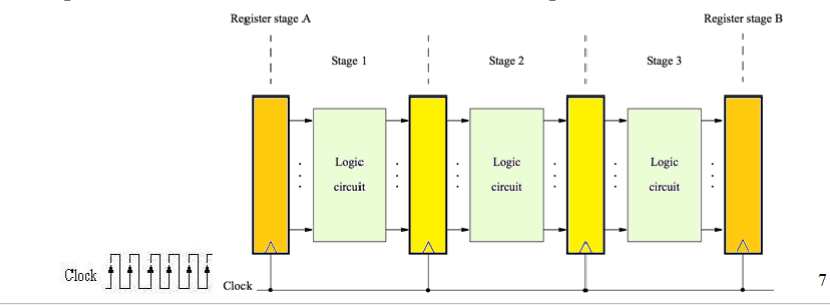 Register stage A
Register stage B
Stage 1
Stage 2
Stage 3
Logic
circuit
Logic
circuit
Logic
circuit
Clock
Clock
7